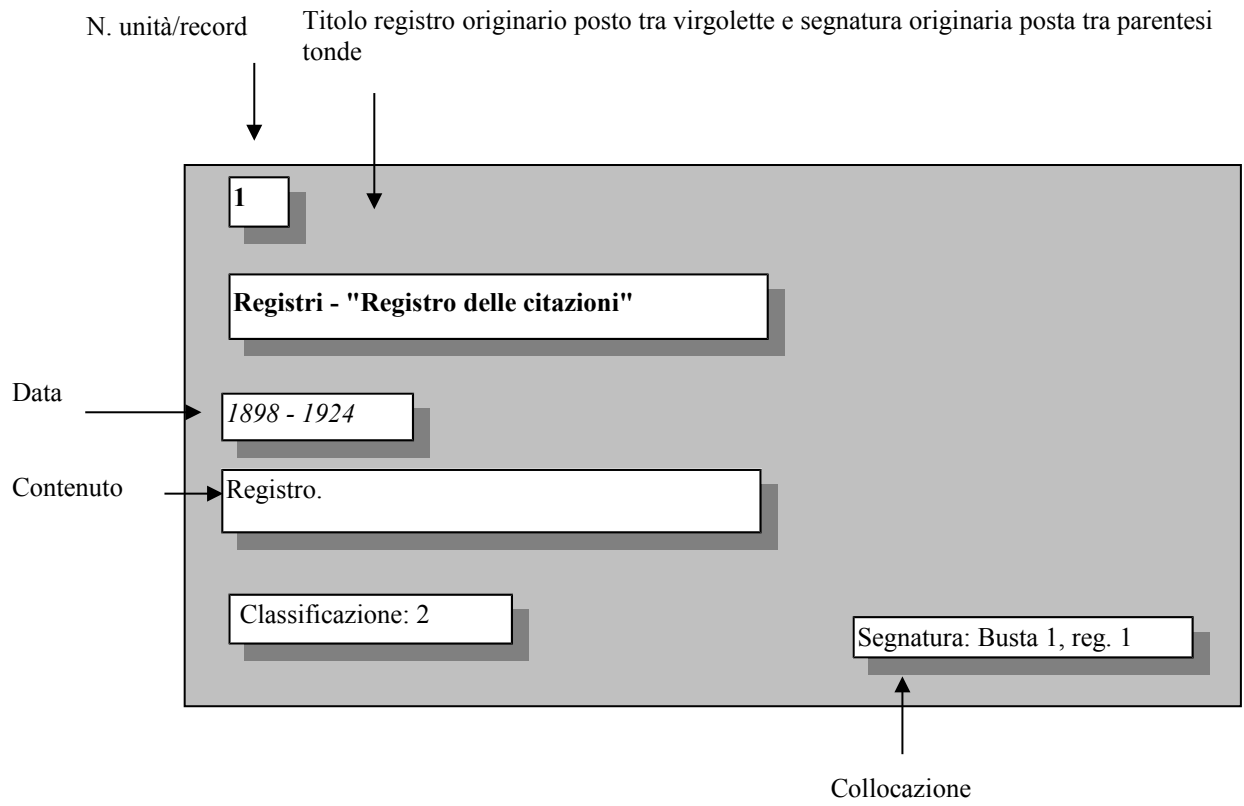 N. unità/record
Titolo registro originario posto tra virgolette e segnatura originaria posta tra parentesi
tonde
1
Registri - "Registro delle citazioni"
Data
1898 - 1924
Contenuto
Registro.
Classificazione: 2
Segnatura: Busta 1, reg. 1
Collocazione